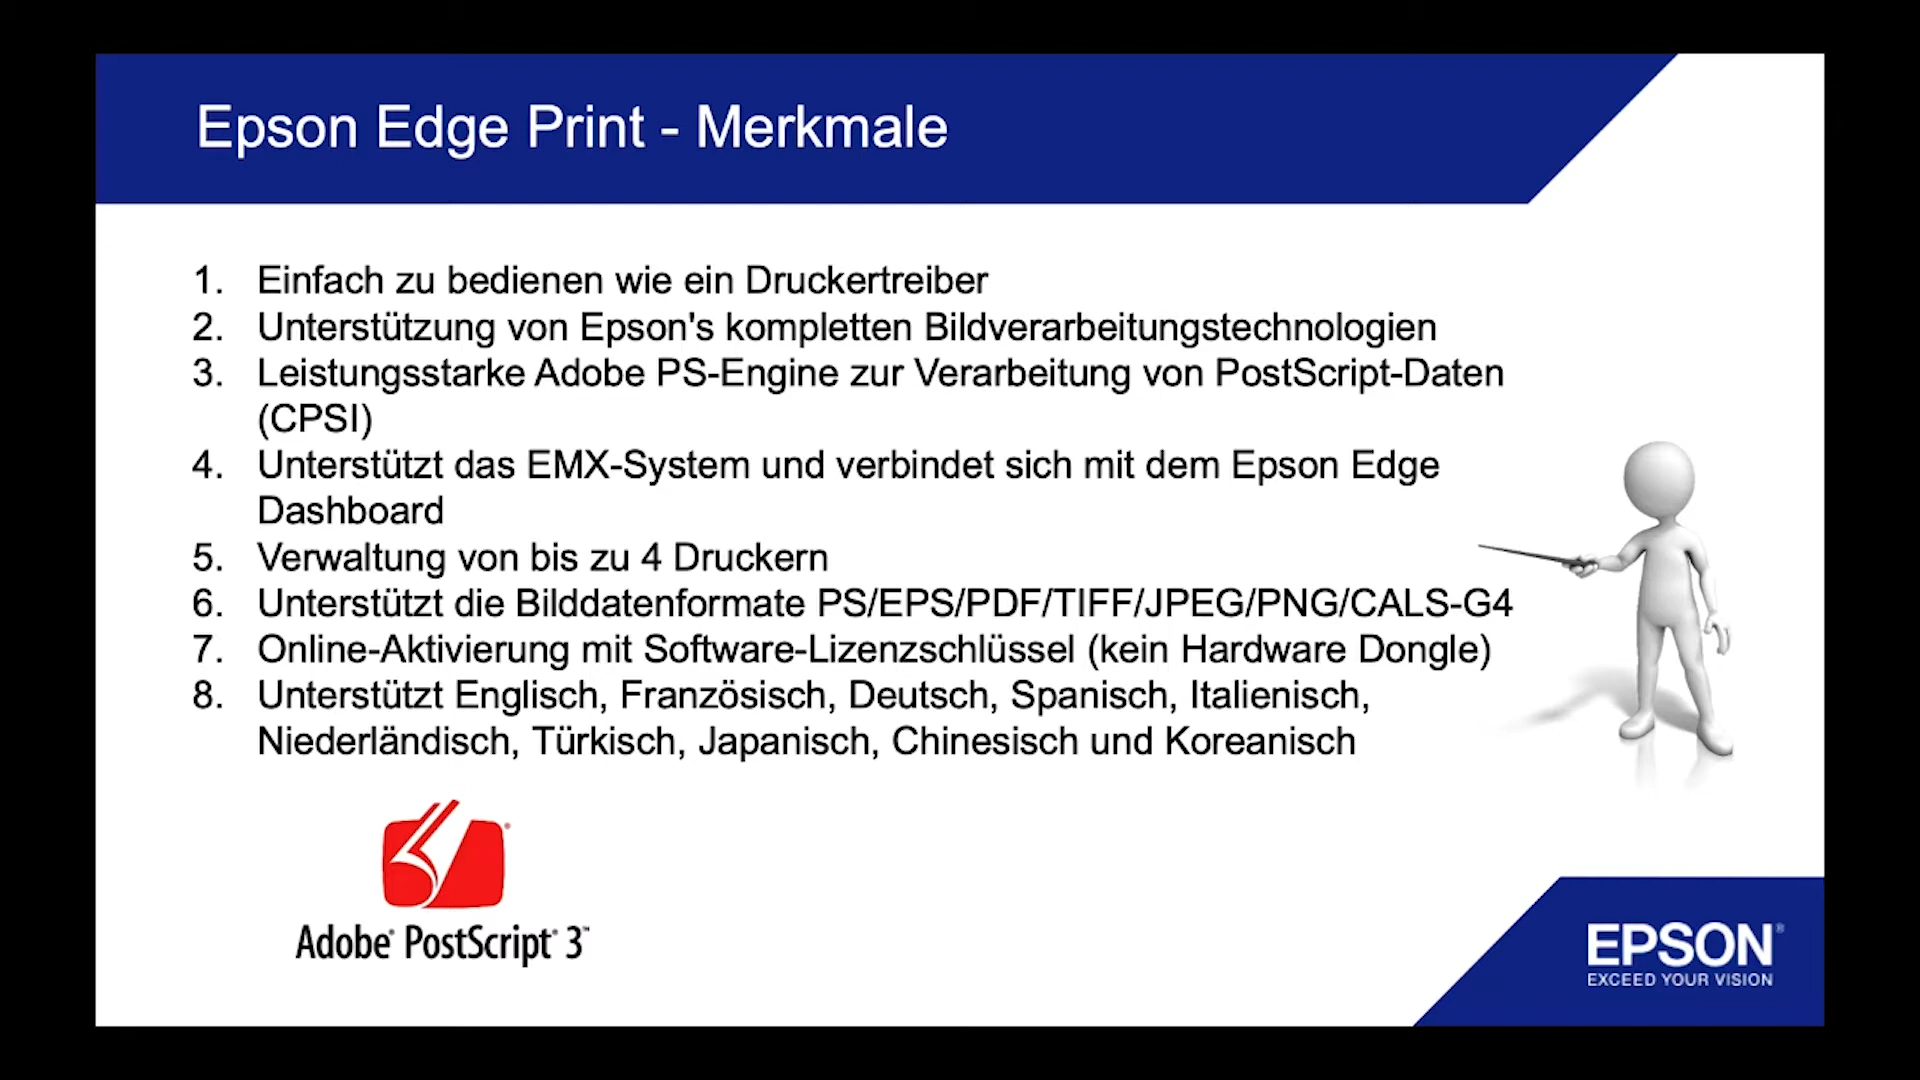 Epson Edge Print - Merkmale
1. Einfach zu bedienen wie ein Druckertreiber
2. Unterstützung von Epson's kompletten Bildverarbeitungstechnologien
3. Leistungsstarke Adobe PS-Engine zur Verarbeitung von PostScript-Daten
(CPSI)
4. Unterstützt das EMX-System und verbindet sich mit dem Epson Edge
Dashboard
5. Verwaltung von bis zu 4 Druckern
6. Unterstützt die Bilddatenformate PS/EPS/PDF/TIFF/JPEG/PNG/CALS-G4
7. Online-Aktivierung mit Software-Lizenzschlüssel (kein Hardware Dongle)
8. Unterstützt Englisch, Französisch, Deutsch, Spanisch, Italienisch,
Niederländisch, Türkisch, Japanisch, Chinesisch und Koreanisch
Adobe® PostScript® 3™
EPSON®
EXCEED YOUR VISION